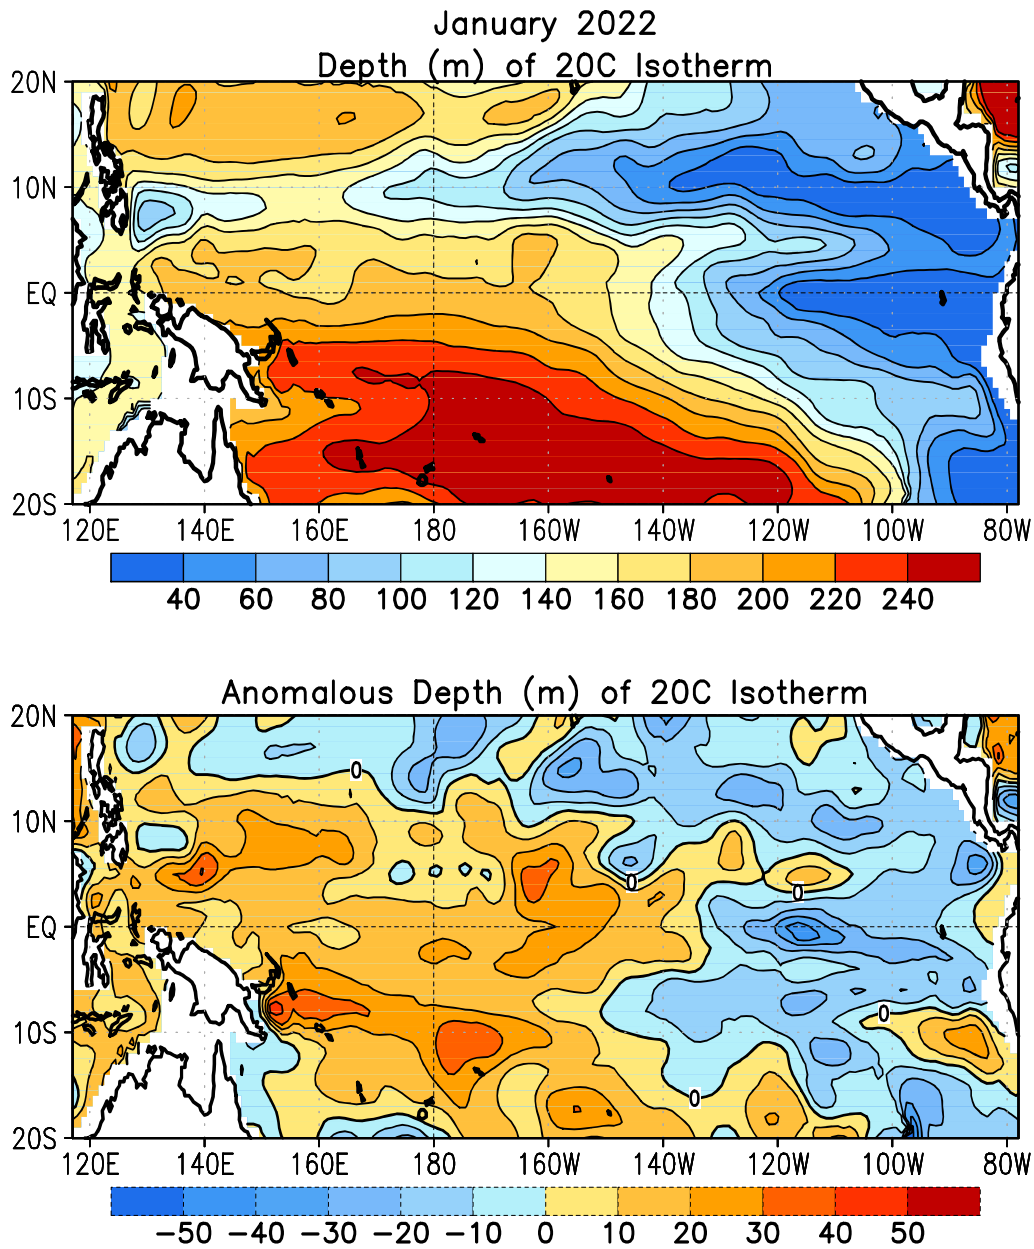 January 2022
Depth (m) of 20C Isotherm
20N
10N
EQ
10S
20S
120E 140E 160E 180 160W 140W 120W 100W 80W
40 60 80 100 120 140 160 180 200 220 240
Anomalous Depth (m) of 20C Isotherm
20N
0
10N
0
0
EQ
0
10S
0
20S
120E 140E 160E 180 160W 140W 120W 100W 80W
−50 −40 −30 −20 −10 0 10 20 30 40 50